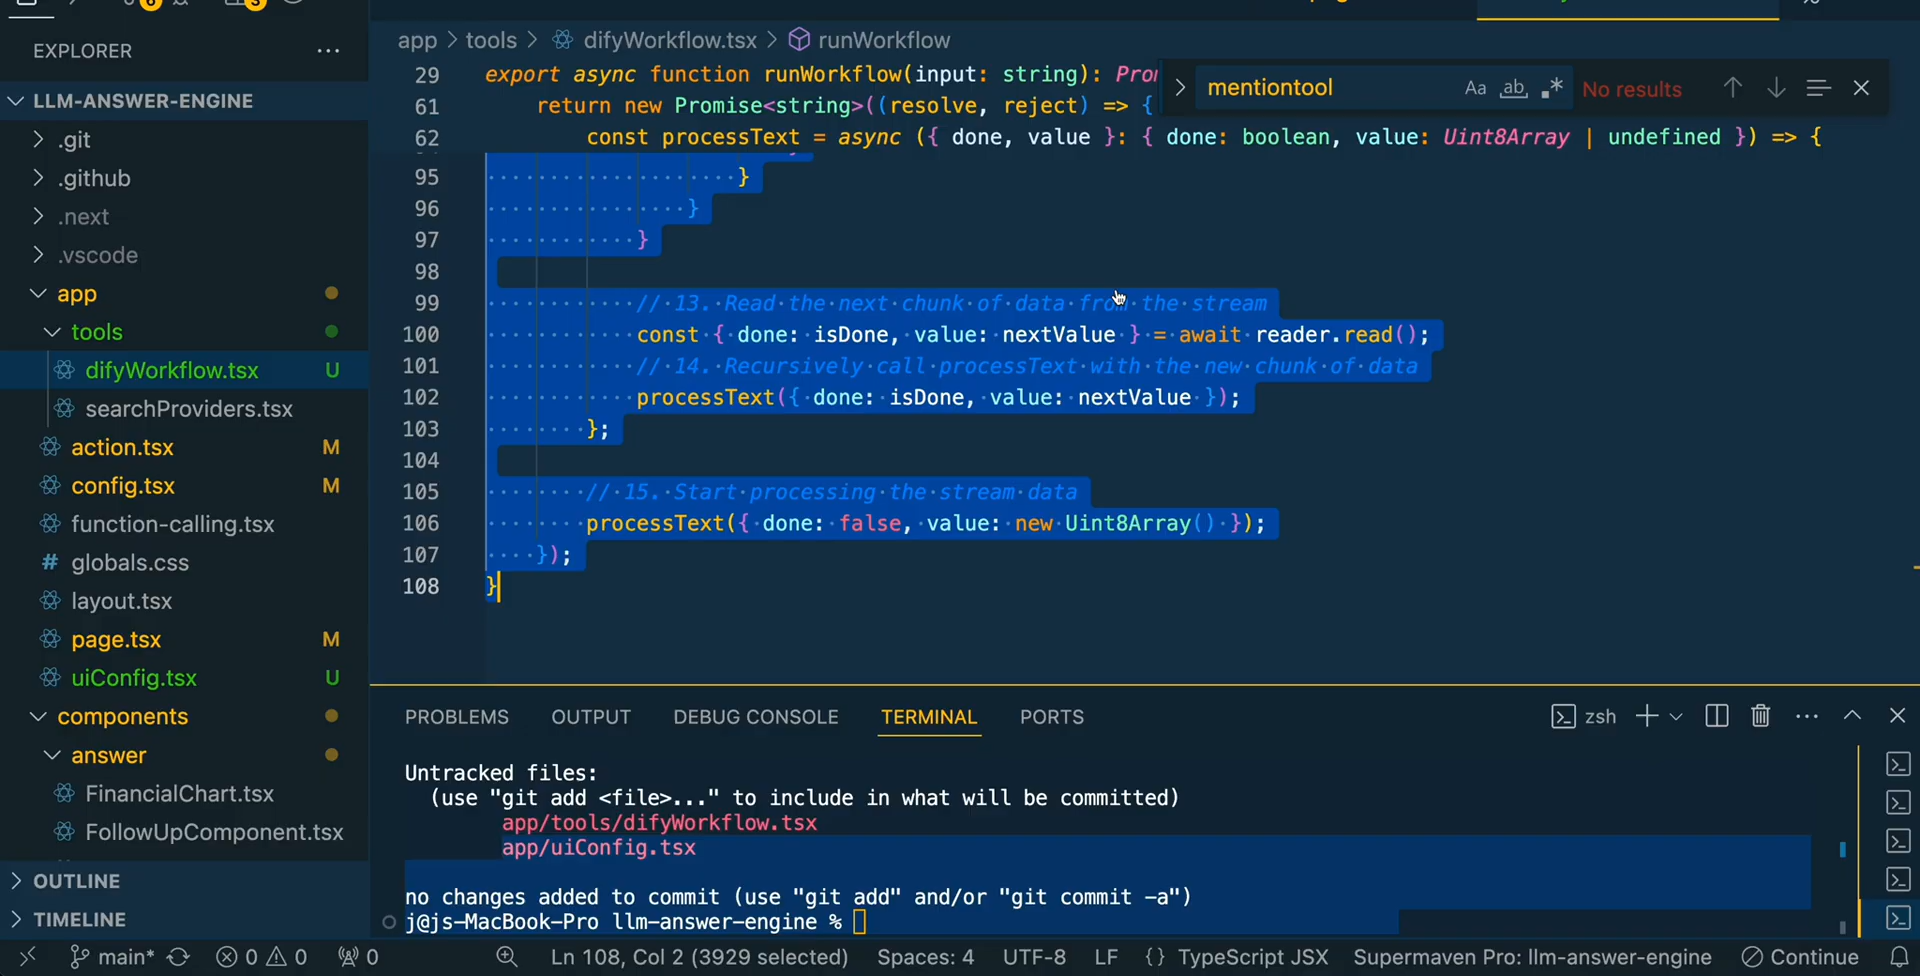 6
3
EXPLORER
LLM-ANSWER-ENGINE
.git
.github
.next
.vscode
app
tools
difyWorkflow.tsx U
searchProviders.tsx
action.tsx M
config.tsx M
function-calling.tsx
# globals.css
layout.tsx
page.tsx M
uiConfig.tsx U
components
answer
FinancialChart.tsx
FollowUpComponent.tsx
OUTLINE
TIMELINE
app > tools > difyWorkflow.tsx > runWorkflow
mentiontool Aa ab .* No results
29 export async function runWorkflow(input: string): Pro
61 return new Promise<string>((resolve, reject) => {
62 const processText = async ({ done, value }: { done: boolean, value: Uint8Array | undefined }) => {
95 }
96 }
97 }
98
99 // 13. Read the next chunk of data from the stream
100 const { done: isDone, value: nextValue } = await reader.read();
101 // 14. Recursively call processText with the new chunk of data
102 processText({ done: isDone, value: nextValue });
103 };
104
105 // 15. Start processing the stream data
106 processText({ done: false, value: new Uint8Array() });
107 });
108 }
PROBLEMS OUTPUT DEBUG CONSOLE TERMINAL PORTS
zsh
Untracked files:
(use "git add <file>..." to include in what will be committed)
app/tools/difyWorkflow.tsx
app/uiConfig.tsx
no changes added to commit (use "git add" and/or "git commit -a")
j@js-MacBook-Pro llm-answer-engine %
main* 0 0 0 Ln 108, Col 2 (3929 selected) Spaces: 4 UTF-8 LF {} TypeScript JSX Supermaven Pro: llm-answer-engine Continue